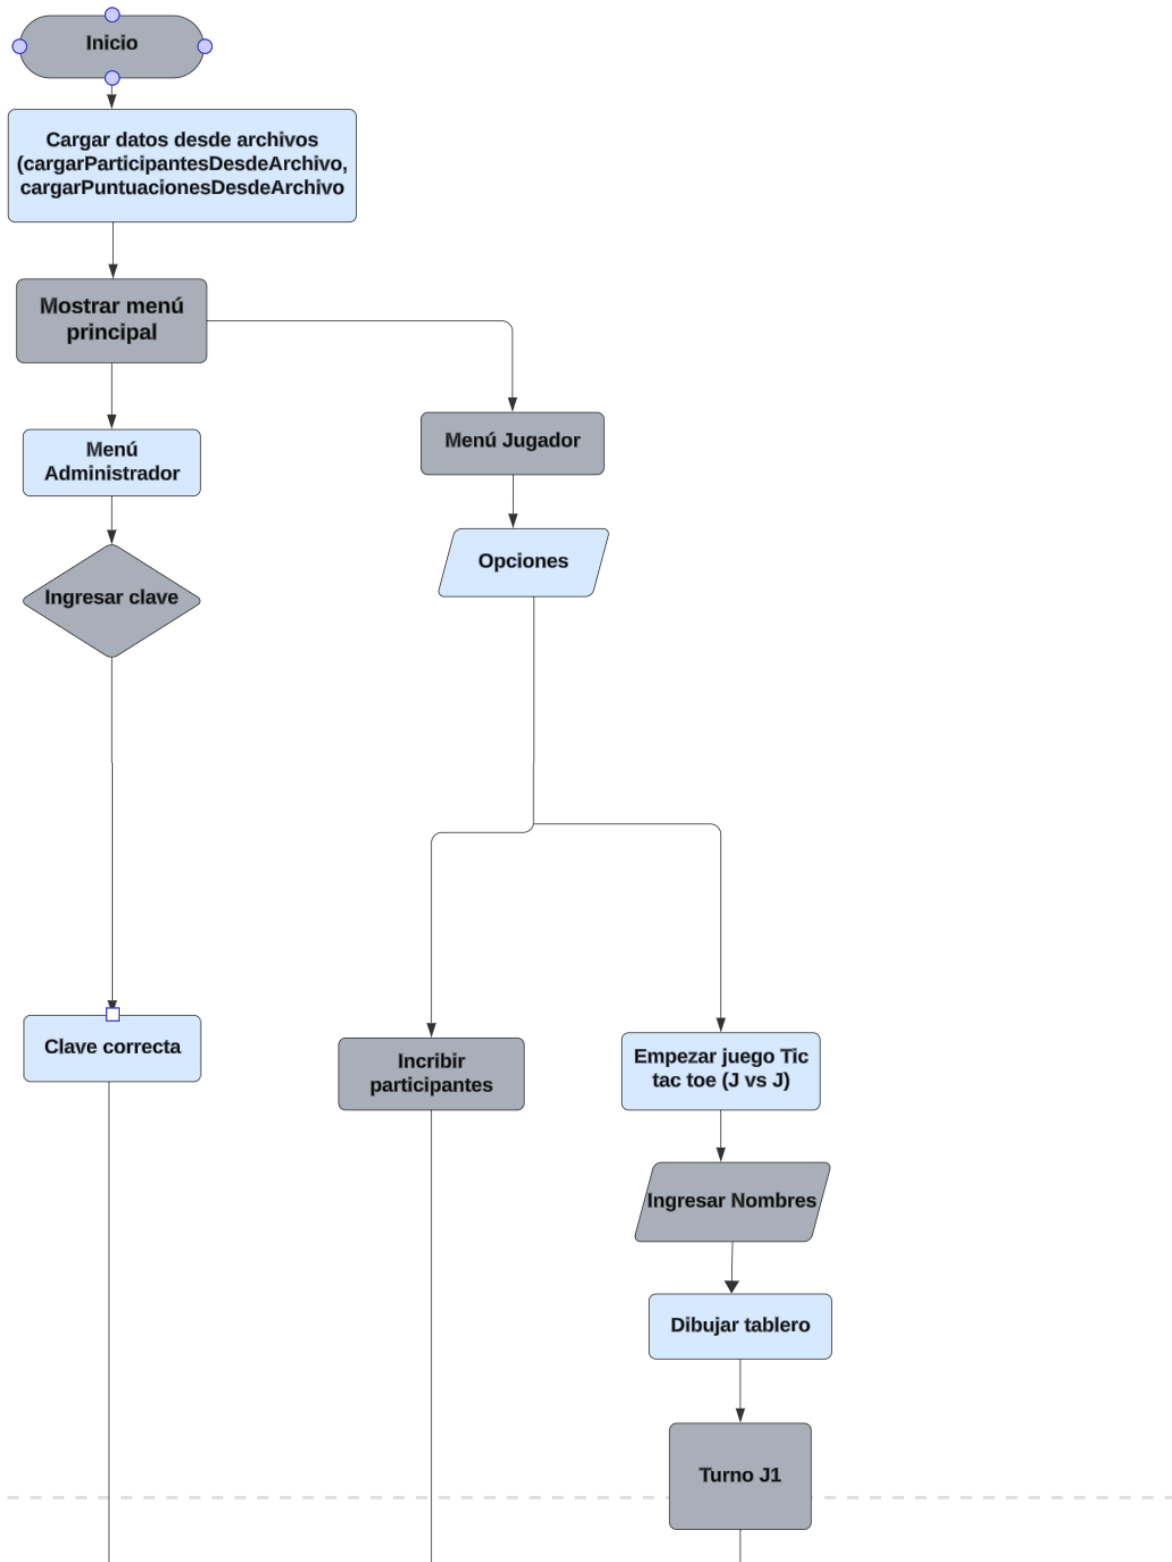 Inicio
Cargar datos desde archivos
(cargarParticipantesDesdeArchivo,
cargarPuntuacionesDesdeArchivo
Mostrar menú
principal
Menú Jugador
Menú
Administrador
Opciones
Ingresar clave
Clave correcta
Incribir
participantes
Empezar juego Tic
tac toe (J vs J)
Ingresar Nombres
Dibujar tablero
Turno J1